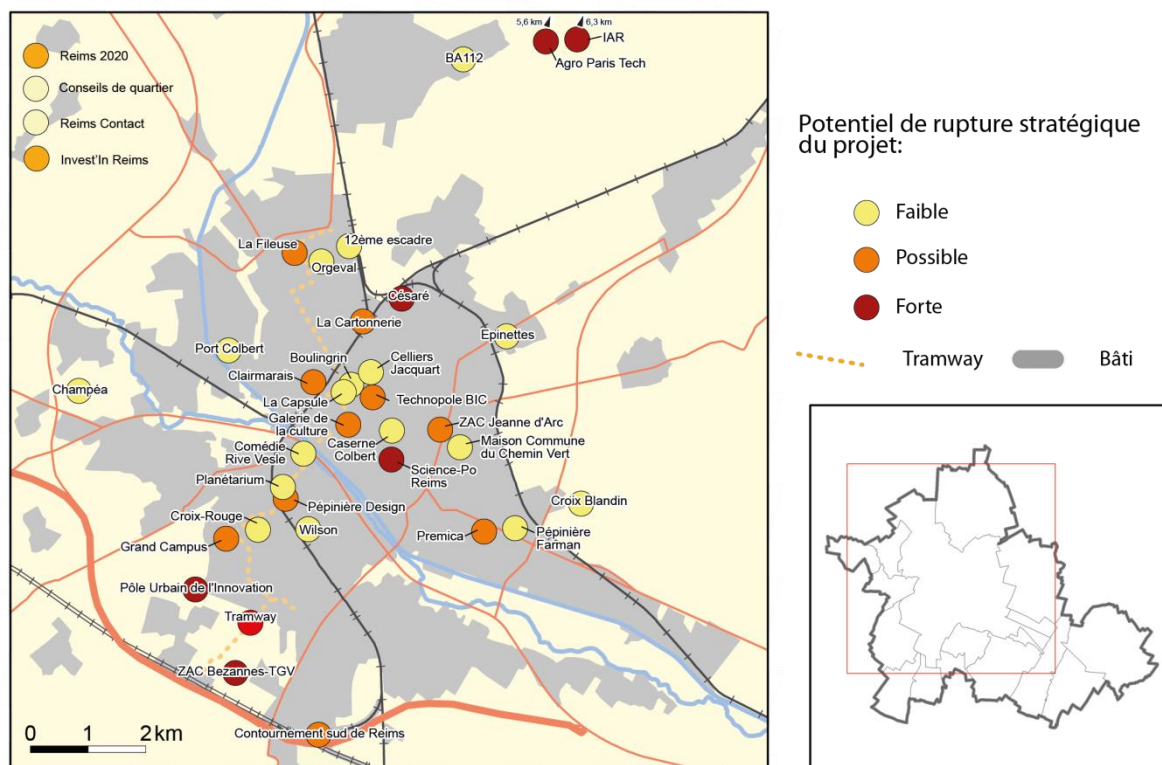 5,6 km
6,3 km
IAR
Agro Paris Tech
BA112
Reims 2020
Conseils de quartier
Reims Contact
Invest'In Reims
La Fileuse
12ème escadre
Orgeval
Césaré
La Cartonnerie
Epinettes
Port Colbert
Boulingrin
Celliers
Jacquart
Clairmarais
Champéa
La Capsule
Technopole BIC
Galerie de
la culture
ZAC Jeanne d'Arc
Caserne
Colbert
Maison Commune
du Chemin Vert
Comédie
Rive Vesle
Science-Po
Reims
Planétarium
Pépinière Design
Croix Blandin
Croix-Rouge
Wilson
Premica
Pépinière
Farman
Grand Campus
Pôle Urbain de l'Innovation
Tramway
ZAC Bezannes-TGV
Contournement sud de Reims
0 1 2 km
Potentiel de rupture stratégique
du projet:
Faible
Possible
Forte
Tramway
Bâti